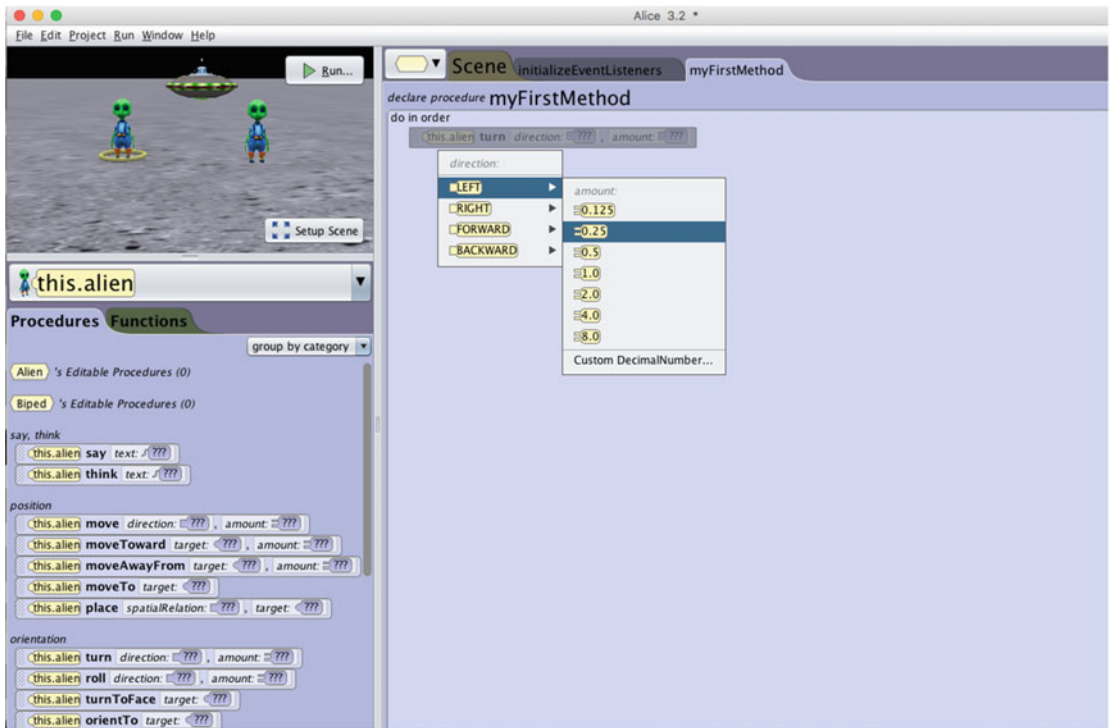 Alice 3.2 *
File Edit Project Run Window Help
Run...
Setup Scene
this.alien
Procedures Functions
group by category
Alien 's Editable Procedures (0)
Biped 's Editable Procedures (0)
say, think
this.alien say text: ???
this.alien think text: ???
position
this.alien move direction: ??? , amount: ???
this.alien moveToward target: ??? , amount: ???
this.alien moveAwayFrom target: ??? , amount: ???
this.alien moveTo target: ???
this.alien place spatialRelation: ??? , target: ???
orientation
this.alien turn direction: ??? , amount: ???
this.alien roll direction: ??? , amount: ???
this.alien turnToFace target: ???
this.alien orientTo target: ???
Scene initializeEventListeners myFirstMethod
declare procedure myFirstMethod
do in order
this.alien turn direction: ??? , amount: ???
direction:
LEFT
RIGHT
FORWARD
BACKWARD
amount:
0.125
0.25
0.5
1.0
2.0
4.0
8.0
Custom DecimalNumber...